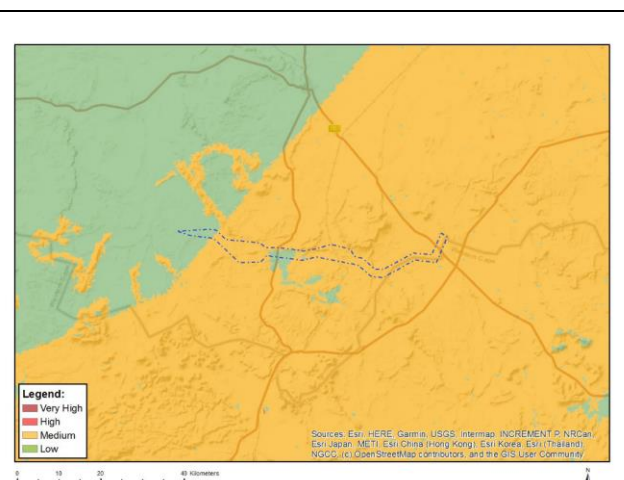 Legend:
Very High
High
Medium
Low
Sources: Esri, HERE, Garmin, USGS, Intermap, INCREMENT P, NRCan,
Esri Japan, METI, Esri China (Hong Kong), Esri Korea, Esri (Thailand),
NGCC, (c) OpenStreetMap contributors, and the GIS User Community
0 10 20 40 Kilometers
N